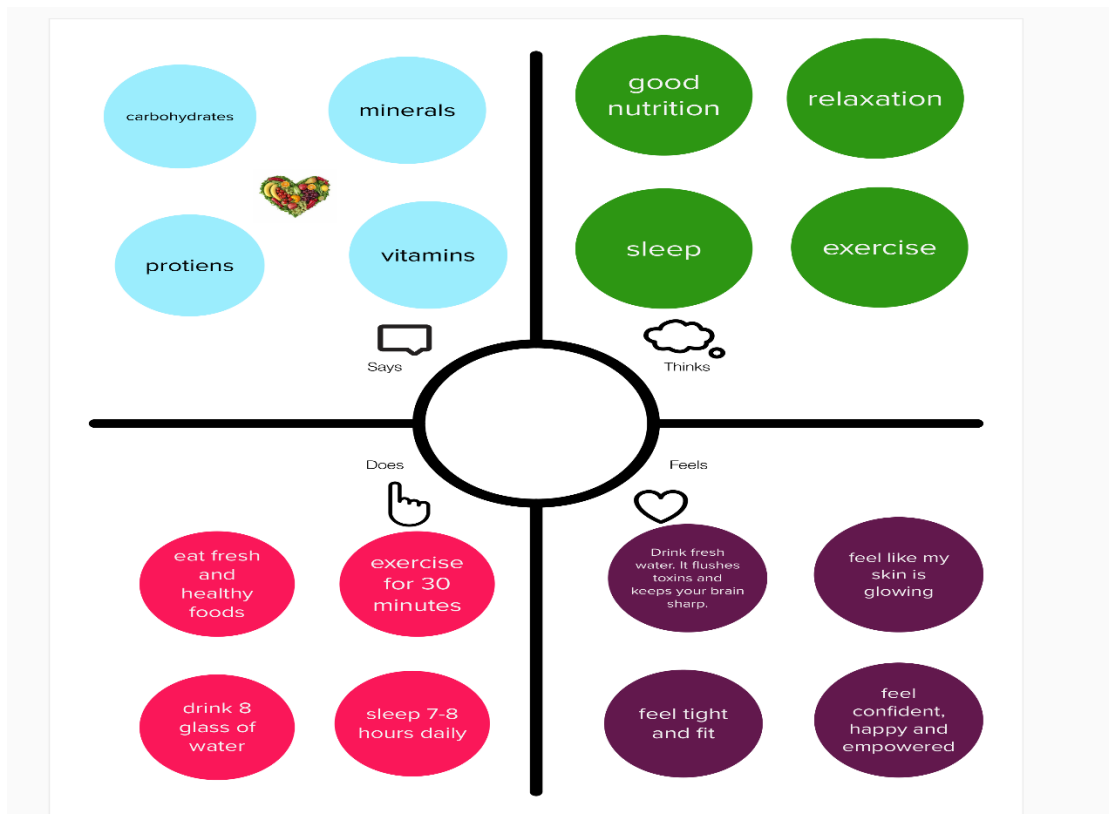 carbohydrates
minerals
protiens
vitamins
Says
good
nutrition
relaxation
sleep
exercise
Thinks
Does
eat fresh
and
healthy
foods
exercise
for 30
minutes
drink 8
glass of
water
sleep 7-8
hours daily
Feels
Drink fresh
water. It flushes
toxins and
keeps your brain
sharp.
feel like my
skin is
glowing
feel tight
and fit
feel
confident,
happy and
empowered